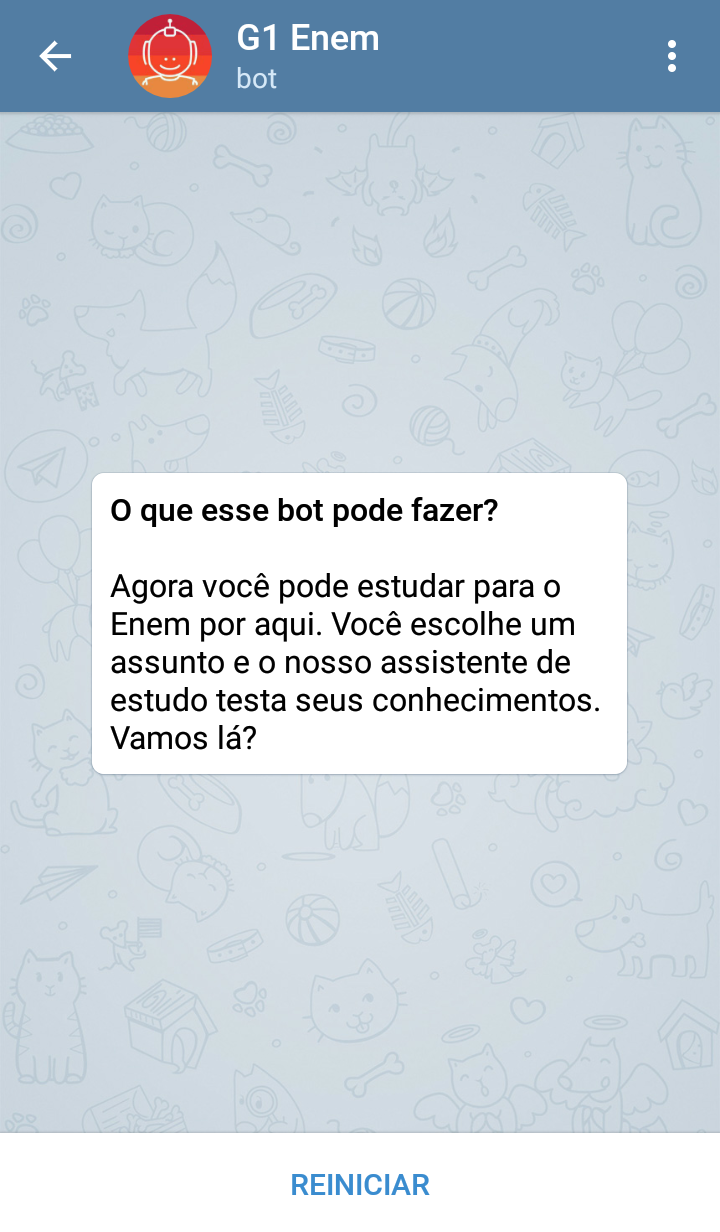 G1 Enem
bot
O que esse bot pode fazer?
Agora você pode estudar para o
Enem por aqui. Você escolhe um
assunto e o nosso assistente de
estudo testa seus conhecimentos.
Vamos lá?
REINICIAR